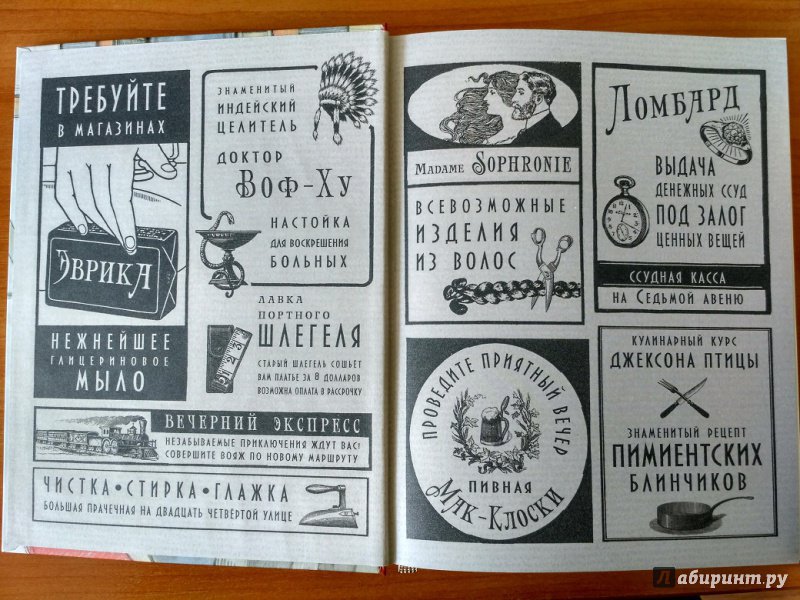 ТРЕБУЙТЕ
В МАГАЗИНАХ
ЭВРИКА
НЕЖНЕЙШЕЕ
ГЛИЦЕРИНОВОЕ
МЫЛО
ЗНАМЕНИТЫЙ
ИНДЕЙСКИЙ
ЦЕЛИТЕЛЬ
ДОКТОР
ВОФ-ХУ
НАСТОЙКА
ДЛЯ ВОСКРЕШЕНИЯ
БОЛЬНЫХ
ЛАВКА
ПОРТНОГО
ШЛЕГЕЛЯ
СТАРЫЙ ШЛЕГЕЛЬ СОШЬЕТ
ВАМ ПЛАТЬЕ ЗА 8 ДОЛЛАРОВ
ВОЗМОЖНА ОПЛАТА В РАССРОЧКУ
ВЕЧЕРНИЙ ЭКСПРЕСС
НЕЗАБЫВАЕМЫЕ ПРИКЛЮЧЕНИЯ ЖДУТ ВАС!
СОВЕРШИТЕ ВОЯЖ ПО НОВОМУ МАРШРУТУ
ЧИСТКА • СТИРКА • ГЛАЖКА
БОЛЬШАЯ ПРАЧЕЧНАЯ НА ДВАДЦАТЬ ЧЕТВЁРТОЙ УЛИЦЕ
MADAME SOPHRONIE
ВСЕВОЗМОЖНЫЕ
ИЗДЕЛИЯ
ИЗ ВОЛОС
ЛОМБАРД
ВЫДАЧА
ДЕНЕЖНЫХ ССУД
ПОД ЗАЛОГ
ЦЕННЫХ ВЕЩЕЙ
ССУДНАЯ КАССА
НА СЕДЬМОЙ АВЕНЮ
ПРОВЕДИТЕ ПРИЯТНЫЙ ВЕЧЕР
ПИВНАЯ
МАК-КЛОСКИ
КУЛИНАРНЫЙ КУРС
ДЖЕКСОНА ПТИЦЫ
ЗНАМЕНИТЫЙ РЕЦЕПТ
ПИМИЕНТСКИХ
БЛИНЧИКОВ
Лабиринт.ру